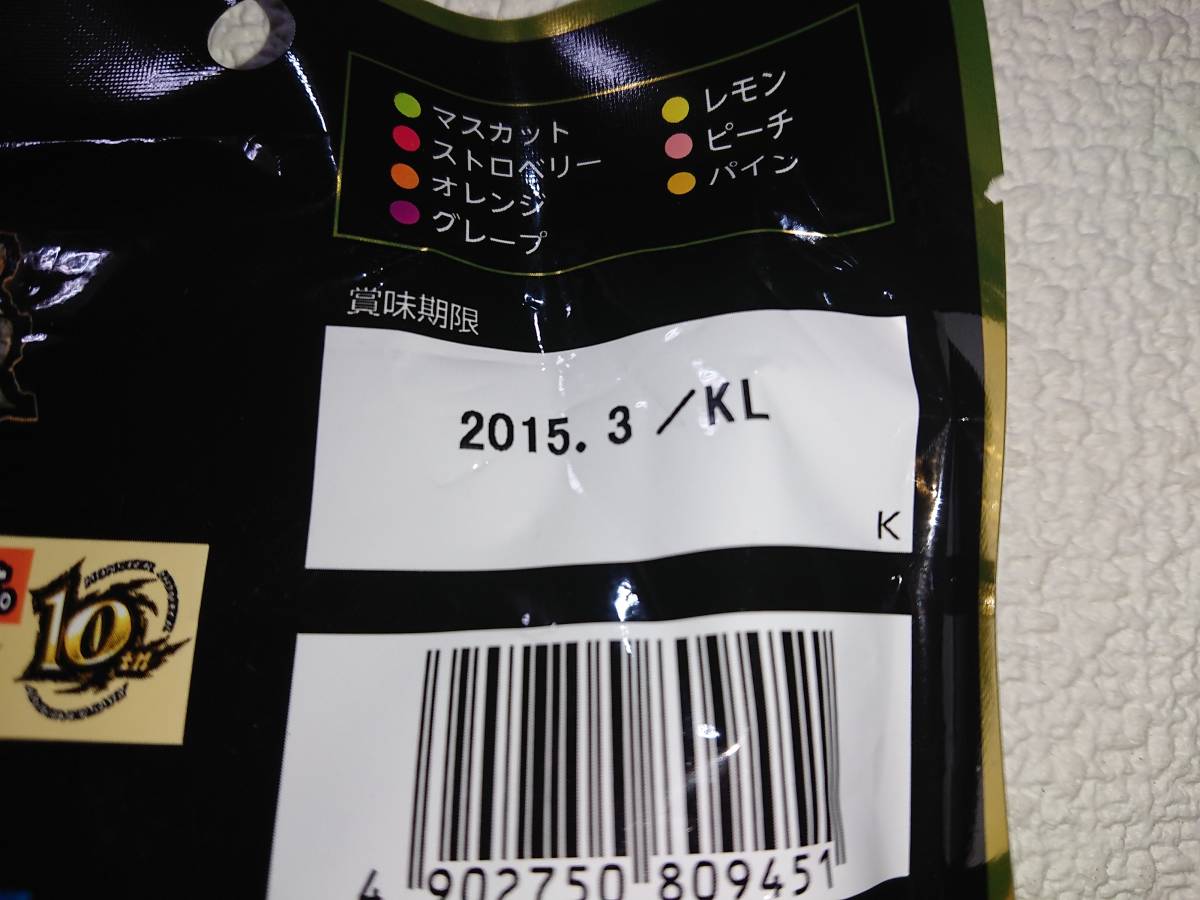 マスカット
ストロベリー
オレンジ
グレープ
レモン
ピーチ
パイン
賞味期限
2015.3/KL
K
10th
4 902750 809451